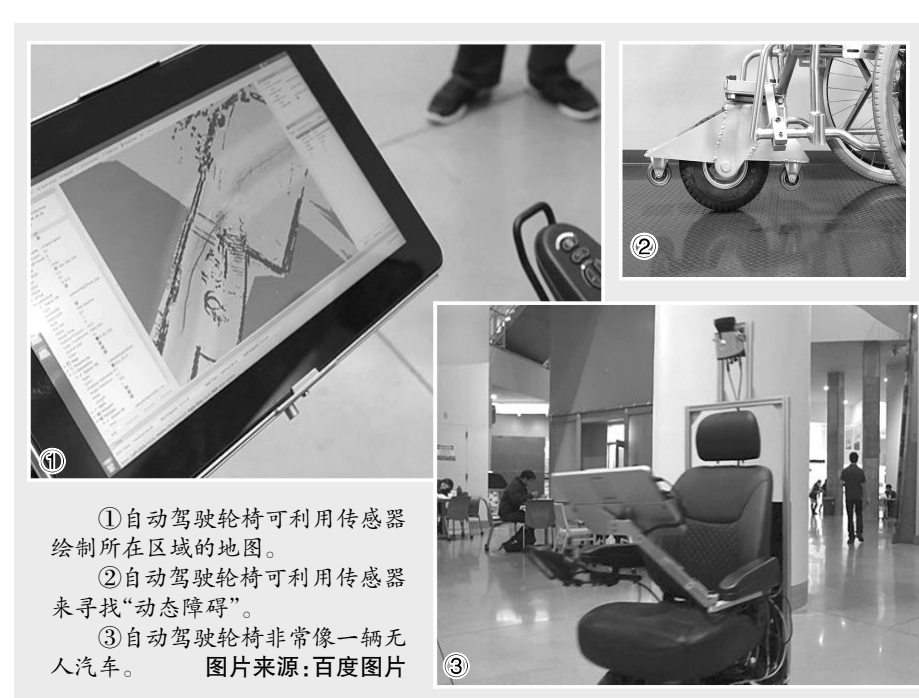 ①
②
③
①自动驾驶轮椅可利用传感器
绘制所在区域的地图。
②自动驾驶轮椅可利用传感器
来寻找“动态障碍”。
③自动驾驶轮椅非常像一辆无
人汽车。 图片来源:百度图片